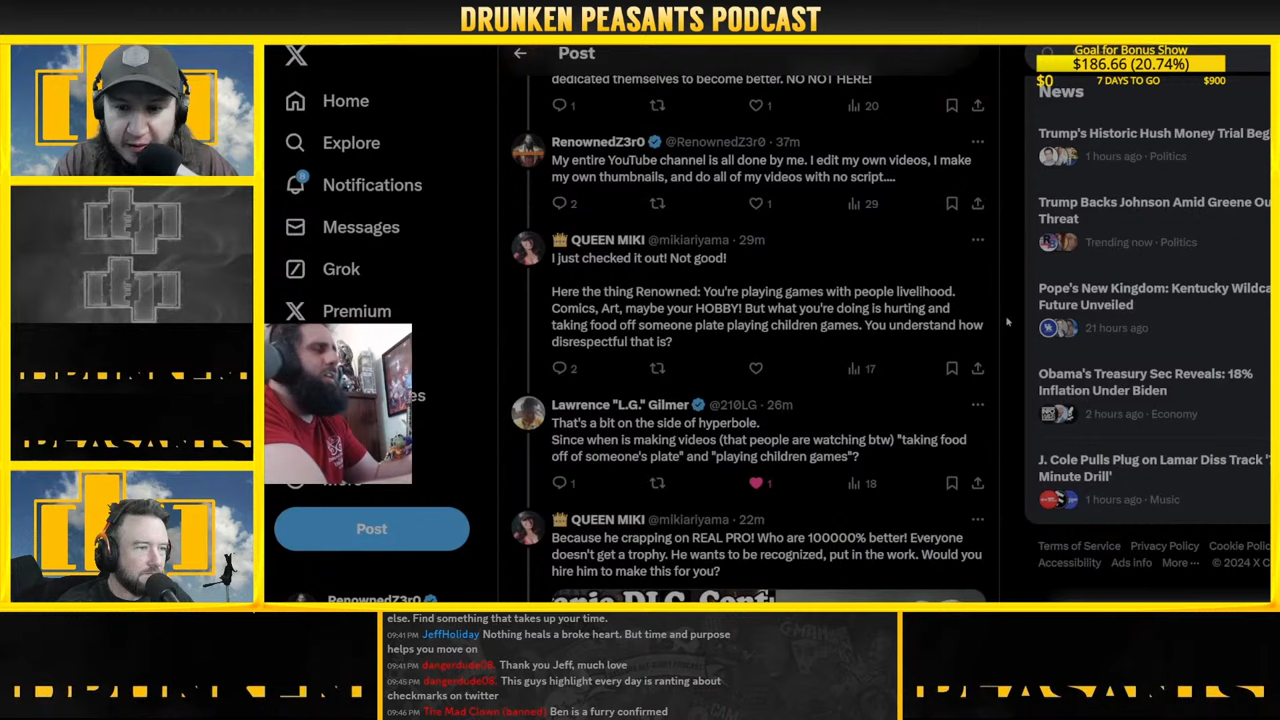 DRUNKEN PEASANTS PODCAST
Home
Explore
Notifications
8
Messages
Grok
Premium
Post
RenownedZ3r0
Post
dedicated themselves to become better. NO NOT HERE!
1
1
20
RenownedZ3r0 @RenownedZ3r0 · 37m
My entire YouTube channel is all done by me. I edit my own videos, I make
my own thumbnails, and do all of my videos with no script....
2
1
29
QUEEN MIKI @mikiariyama · 29m
I just checked it out! Not good!
Here the thing Renowned: You're playing games with people livelihood.
Comics, Art, maybe your HOBBY! But what you're doing is hurting and
taking food off someone plate playing children games. You understand how
disrespectful that is?
2
17
Lawrence "L.G." Gilmer @210LG · 26m
That's a bit on the side of hyperbole.
Since when is making videos (that people are watching btw) "taking food
off of someone's plate" and "playing children games"?
1
1
18
QUEEN MIKI @mikiariyama · 22m
Because he crapping on REAL PRO! Who are 100000% better! Everyone
doesn't get a trophy. He wants to be recognized, put in the work. Would you
hire him to make this for you?
Goal for Bonus Show
$186.66 (20.74%)
$0 7 DAYS TO GO $900
News
Trump's Historic Hush Money Trial Beg
1 hours ago · Politics
Trump Backs Johnson Amid Greene Ou
Threat
Trending now · Politics
Pope's New Kingdom: Kentucky Wildca
Future Unveiled
21 hours ago
Obama's Treasury Sec Reveals: 18%
Inflation Under Biden
2 hours ago · Economy
J. Cole Pulls Plug on Lamar Diss Track '
Minute Drill'
1 hours ago · Music
Terms of Service Privacy Policy Cookie Polic
Accessibility Ads info More ··· © 2024 X C
else. Find something that takes up your time.
09:41 PM JeffHoliday Nothing heals a broke heart. But time and purpose
helps you move on
09:41 PM dangerdude08. Thank you Jeff, much love
09:45 PM dangerdude08. This guys highlight every day is ranting about
checkmarks on twitter
09:46 PM The Mad Clown (banned) Ben is a furry confirmed